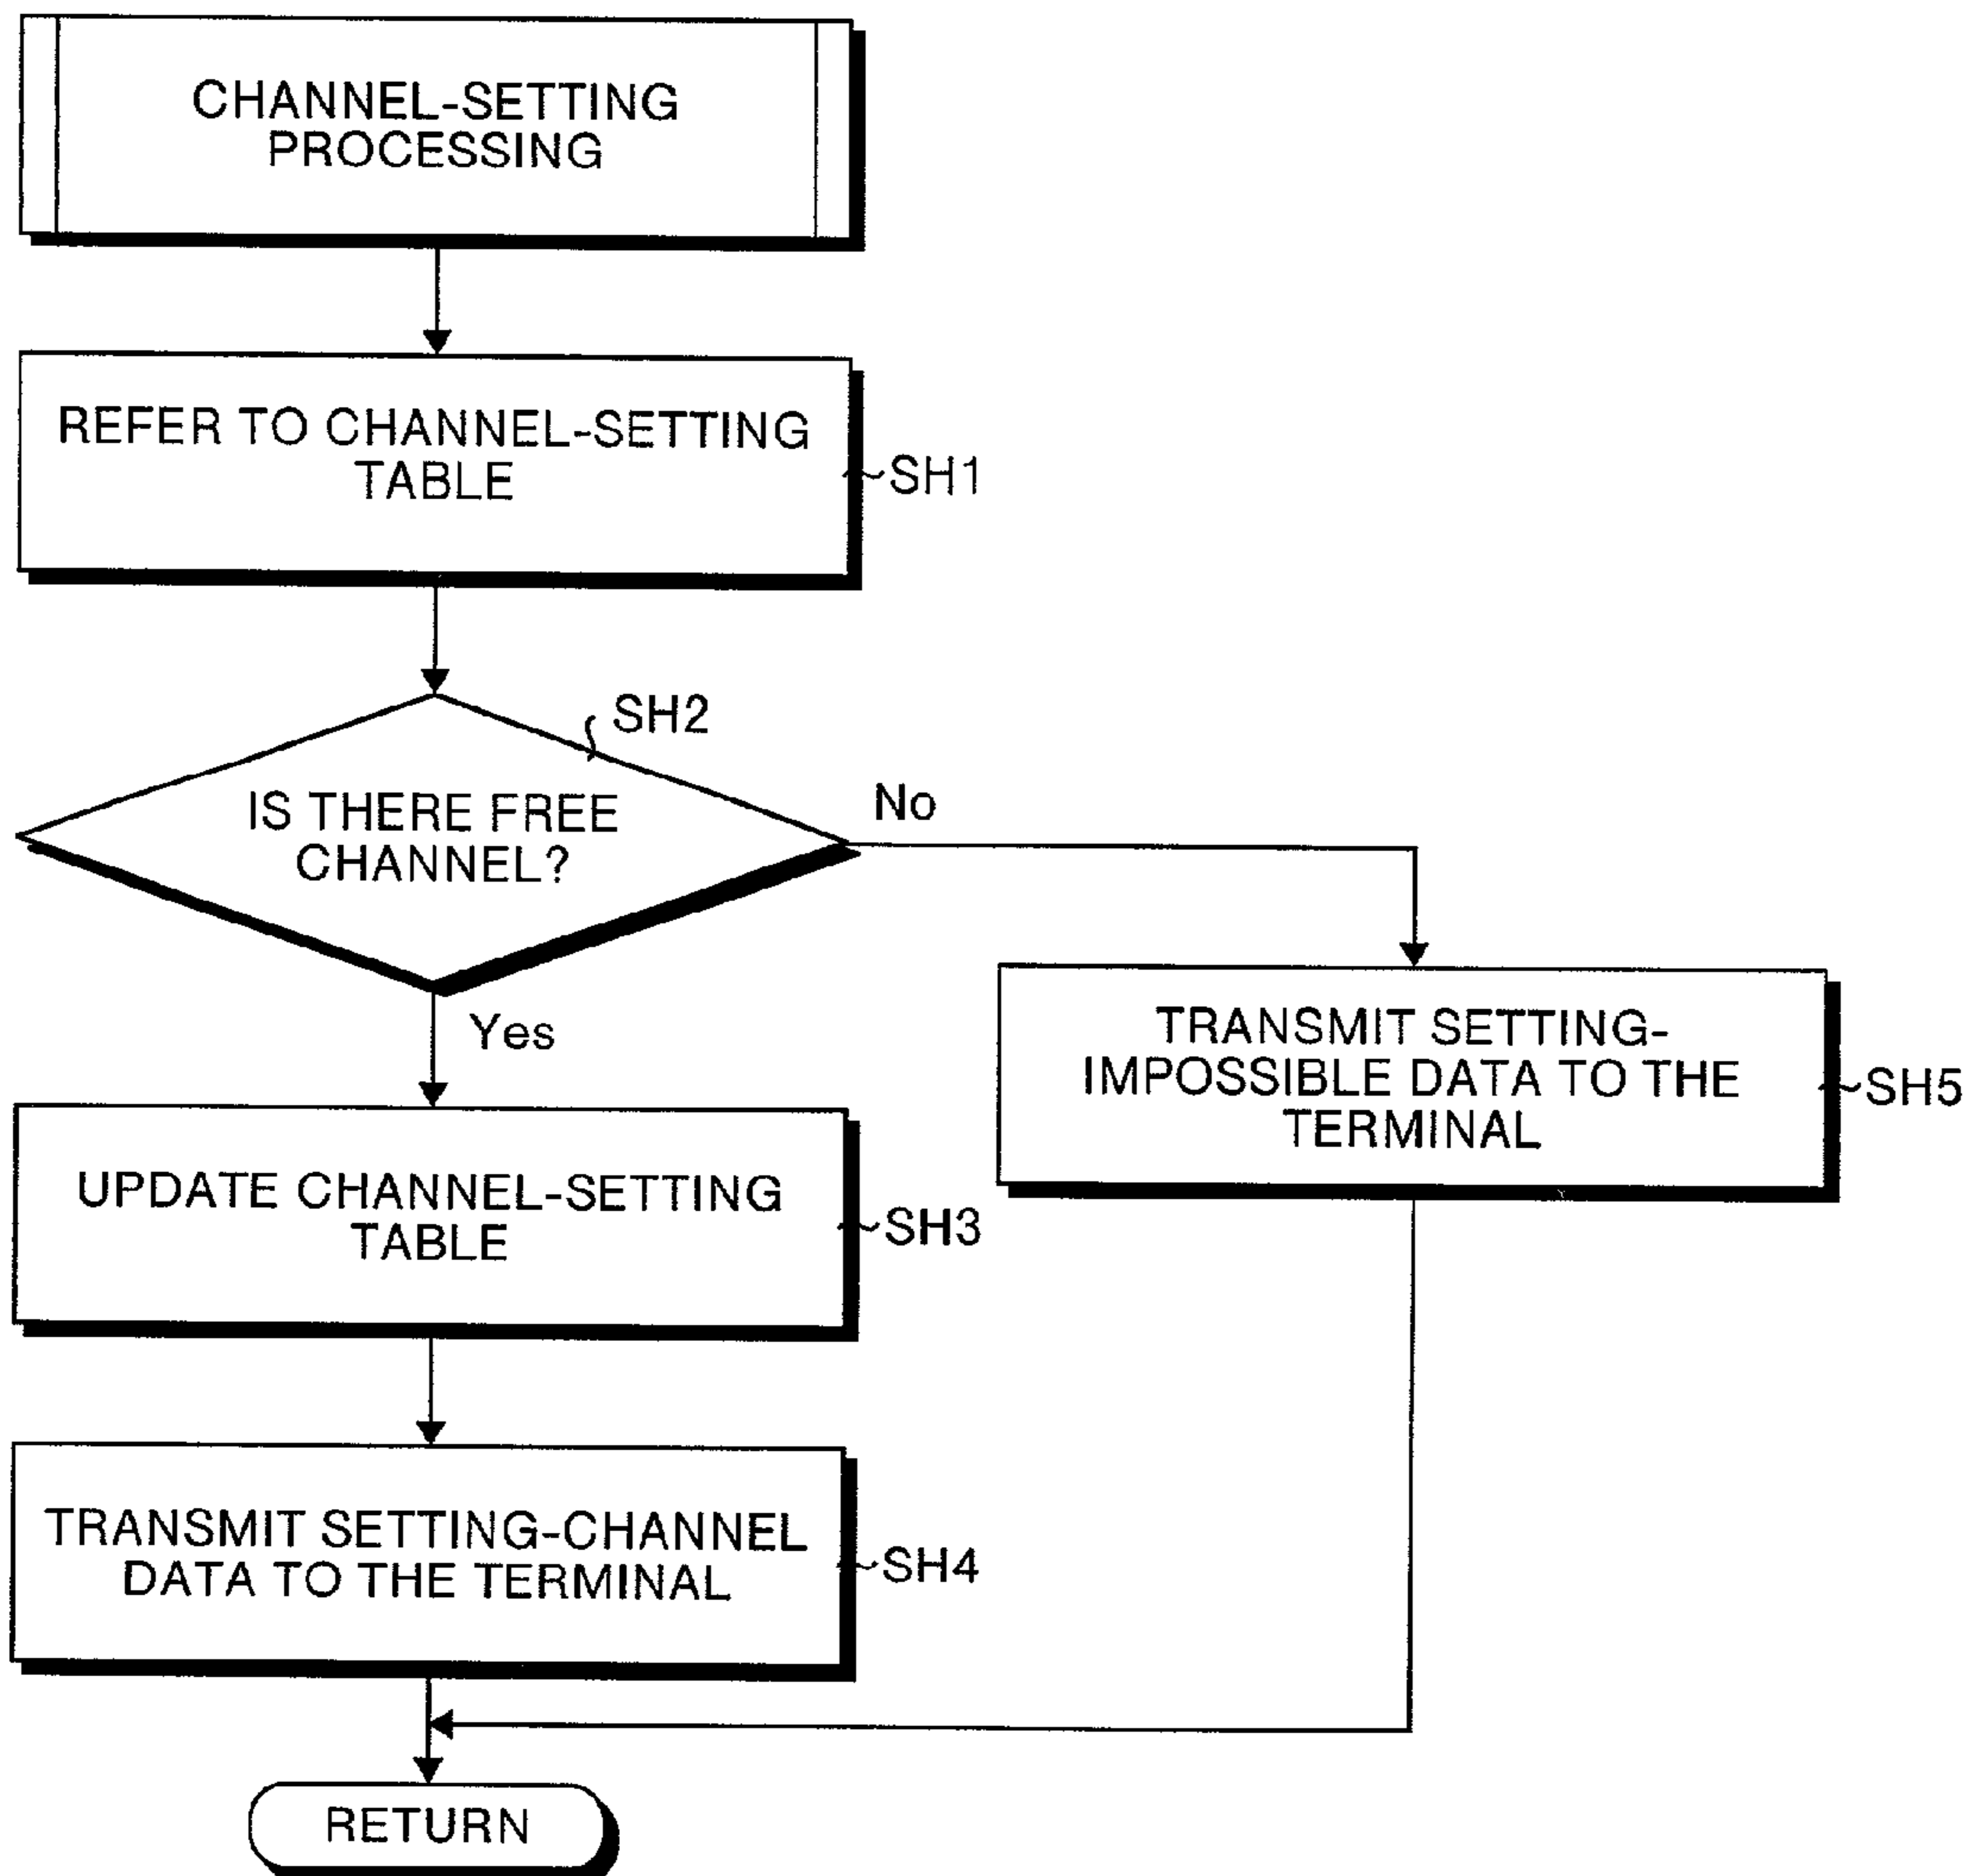 CHANNEL-SETTING
PROCESSING
REFER TO CHANNEL-SETTING
TABLE
SH1
SH2
IS THERE FREE
CHANNEL?
No
Yes
TRANSMIT SETTING-
IMPOSSIBLE DATA TO THE
TERMINAL
SH5
UPDATE CHANNEL-SETTING
TABLE
SH3
TRANSMIT SETTING-CHANNEL
DATA TO THE TERMINAL
SH4
RETURN